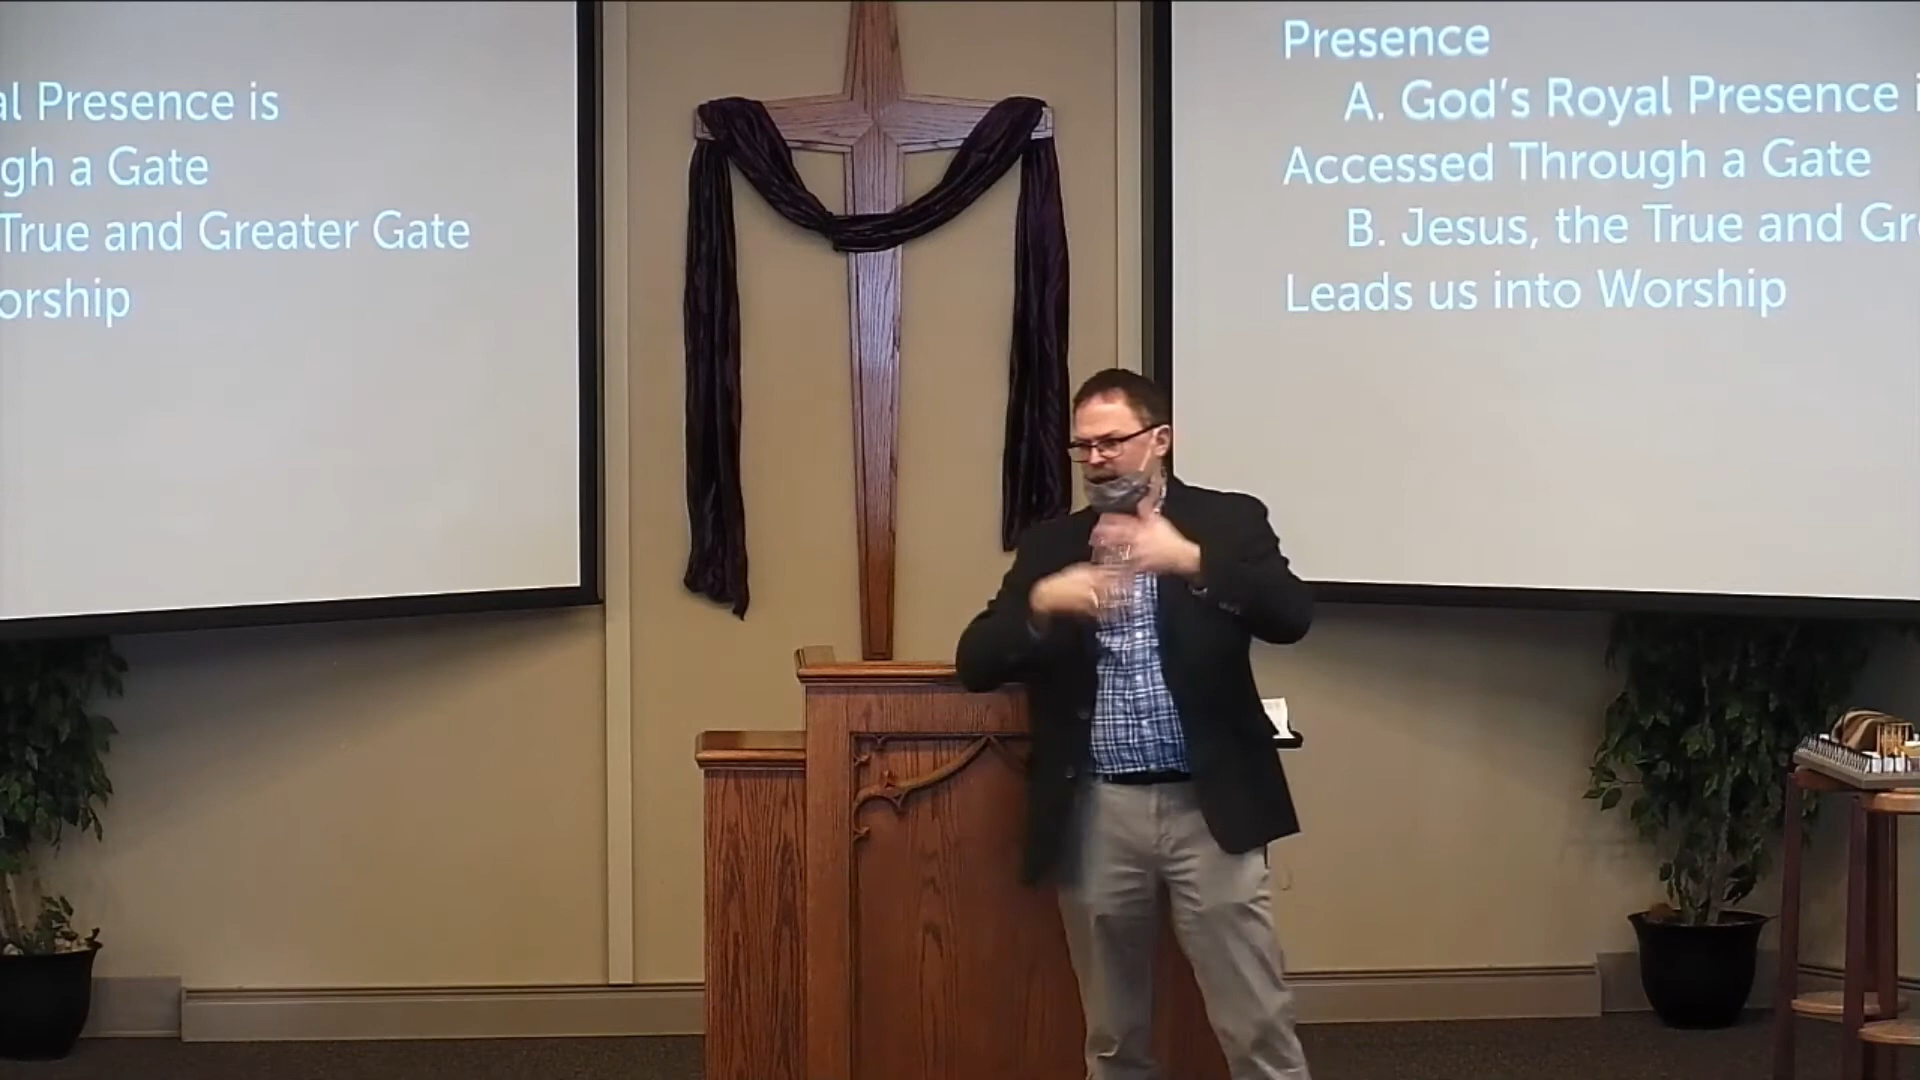 al Presence is
gh a Gate
True and Greater Gate
orship
Presence
A. God's Royal Presence i
Accessed Through a Gate
B. Jesus, the True and Gre
Leads us into Worship